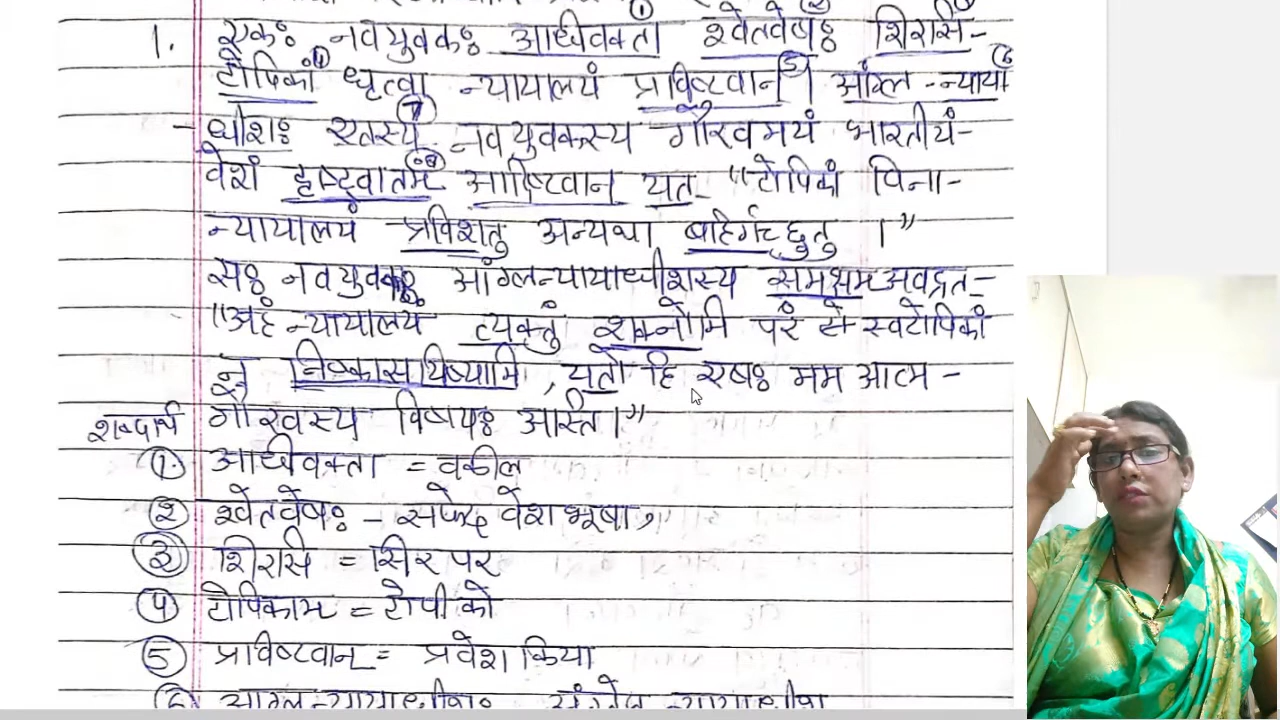 1. एकः नवयुवकः आधीवक्ता श्वेतवेषः शिरसि-
टोपिकां धृत्वा न्यायालयं प्रविष्टवान्। आंग्ल-न्याया
-धीशः एतस्य नवयुवकस्य गौरवमयं भारतीयं-
वेशं दृष्ट्वातम् आदिष्टवान् यत् "टोपिकां विना-
न्यायालयं प्रविशतु अन्यथा बहिर्गच्छतु ।"
सः नवयुवकः आंग्लन्यायाधीशस्य समक्षम् अवदत्-
"अहं न्यायालयं त्यक्तुं शक्नोमि परं स्वटोपिकां
न निष्कासयिष्यामि, यतो हि एषः मम आत्म-
गौरवस्य विषयः अस्ति।"
शब्दार्थ
① आधीवक्ता = वकील
② श्वेतवेषः - सफेद वेशभूषा
③ शिरसि = सिर पर
④ टोपिकाम = टोपी को
⑤ प्रविष्टवान् = प्रवेश किया